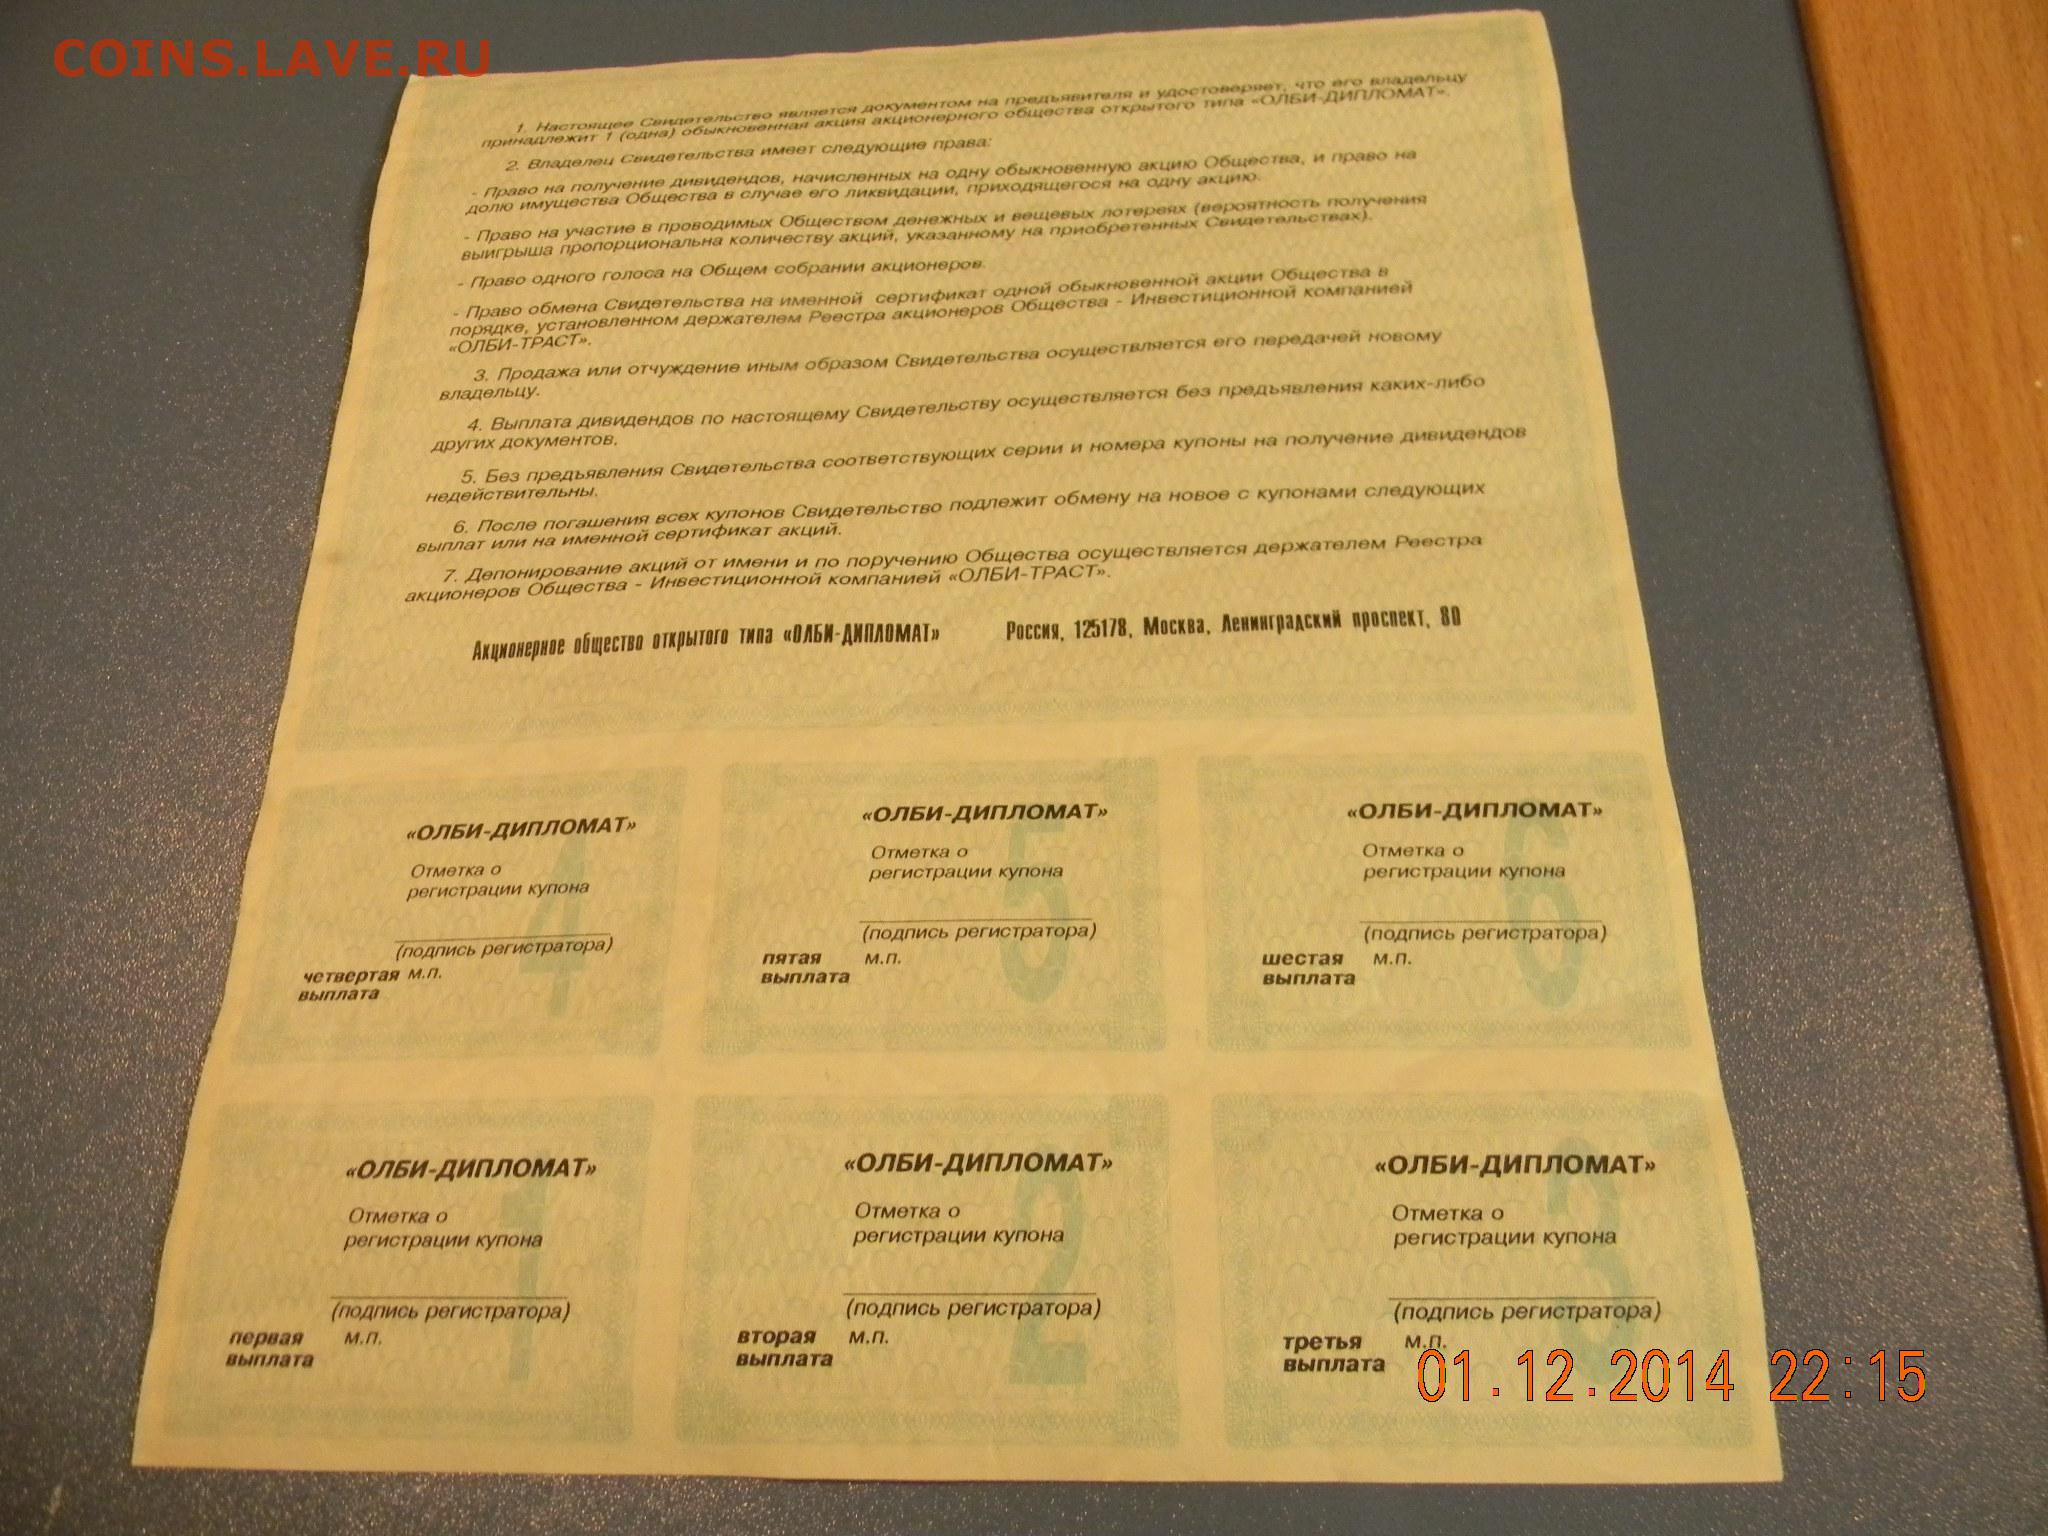 COINS.LAVE.RU
1. Настоящее Свидетельство является документом на предъявителя и удостоверяет, что его владельцу
принадлежит 1 (одна) обыкновенная акция акционерного общества открытого типа «ОЛБИ-ДИПЛОМАТ».
2. Владелец Свидетельства имеет следующие права:
- Право на получение дивидендов, начисленных на одну обыкновенную акцию Общества, и право на
долю имущества Общества в случае его ликвидации, приходящегося на одну акцию.
- Право на участие в проводимых Обществом денежных и вещевых лотереях (вероятность получения
выигрыша пропорциональна количеству акций, указанному на приобретенных Свидетельствах).
- Право одного голоса на Общем собрании акционеров.
- Право обмена Свидетельства на именной сертификат одной обыкновенной акции Общества в
порядке, установленном держателем Реестра акционеров Общества - Инвестиционной компанией
«ОЛБИ-ТРАСТ».
3. Продажа или отчуждение иным образом Свидетельства осуществляется его передачей новому
владельцу.
4. Выплата дивидендов по настоящему Свидетельству осуществляется без предъявления каких-либо
других документов.
5. Без предъявления Свидетельства соответствующих серии и номера купоны на получение дивидендов
недействительны.
6. После погашения всех купонов Свидетельство подлежит обмену на новое с купонами следующих
выплат или на именной сертификат акций.
7. Депонирование акций от имени и по поручению Общества осуществляется держателем Реестра
акционеров Общества - Инвестиционной компанией «ОЛБИ-ТРАСТ».
Акционерное общество открытого типа «ОЛБИ-ДИПЛОМАТ» Россия, 125178, Москва, Ленинградский проспект, 80
«ОЛБИ-ДИПЛОМАТ»
Отметка о
регистрации купона
4
(подпись регистратора)
четвертая м.п.
выплата
«ОЛБИ-ДИПЛОМАТ»
Отметка о
регистрации купона
5
(подпись регистратора)
пятая м.п.
выплата
«ОЛБИ-ДИПЛОМАТ»
Отметка о
регистрации купона
6
(подпись регистратора)
шестая м.п.
выплата
«ОЛБИ-ДИПЛОМАТ»
Отметка о
регистрации купона
1
(подпись регистратора)
первая м.п.
выплата
«ОЛБИ-ДИПЛОМАТ»
Отметка о
регистрации купона
2
(подпись регистратора)
вторая м.п.
выплата
«ОЛБИ-ДИПЛОМАТ»
Отметка о
регистрации купона
3
(подпись регистратора)
третья м.п.
выплата
01.12.2014 22:15